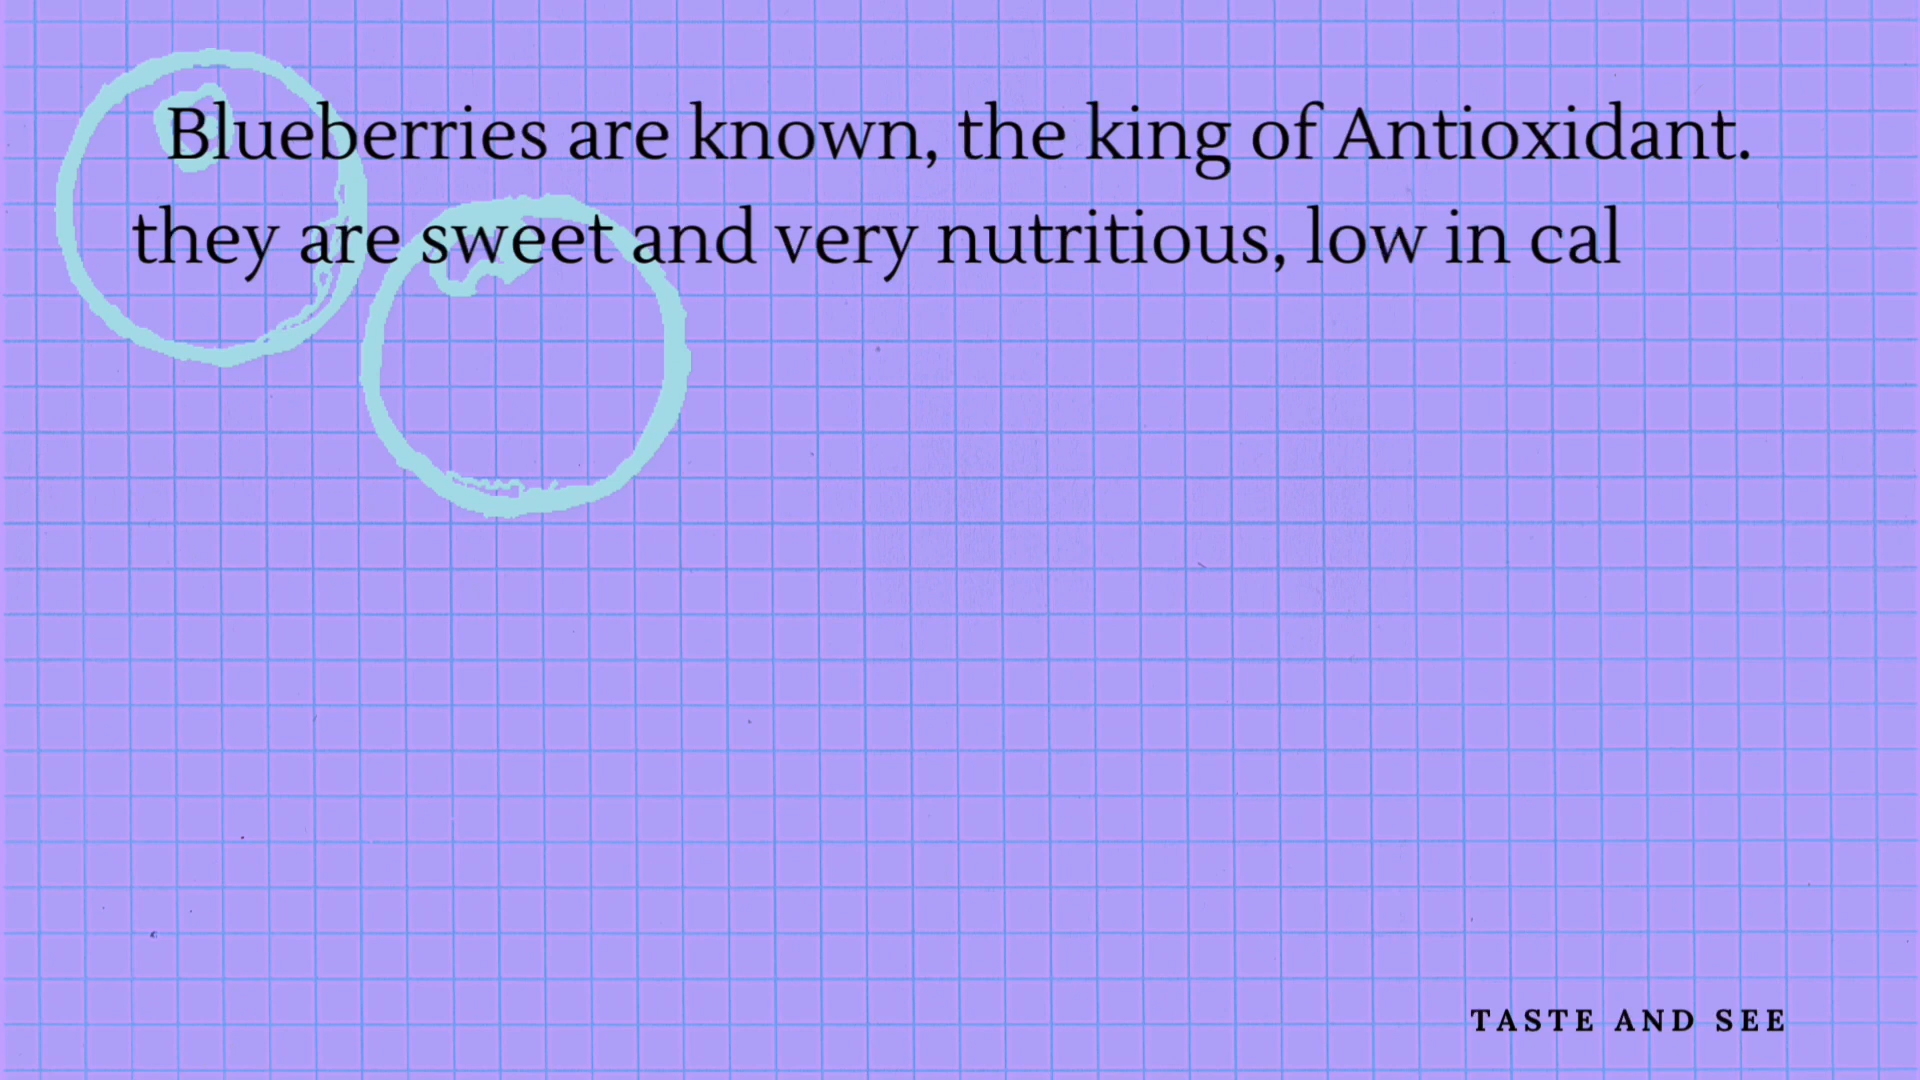 Blueberries are known, the king of Antioxidant.
they are sweet and very nutritious, low in cal
TASTE AND SEE